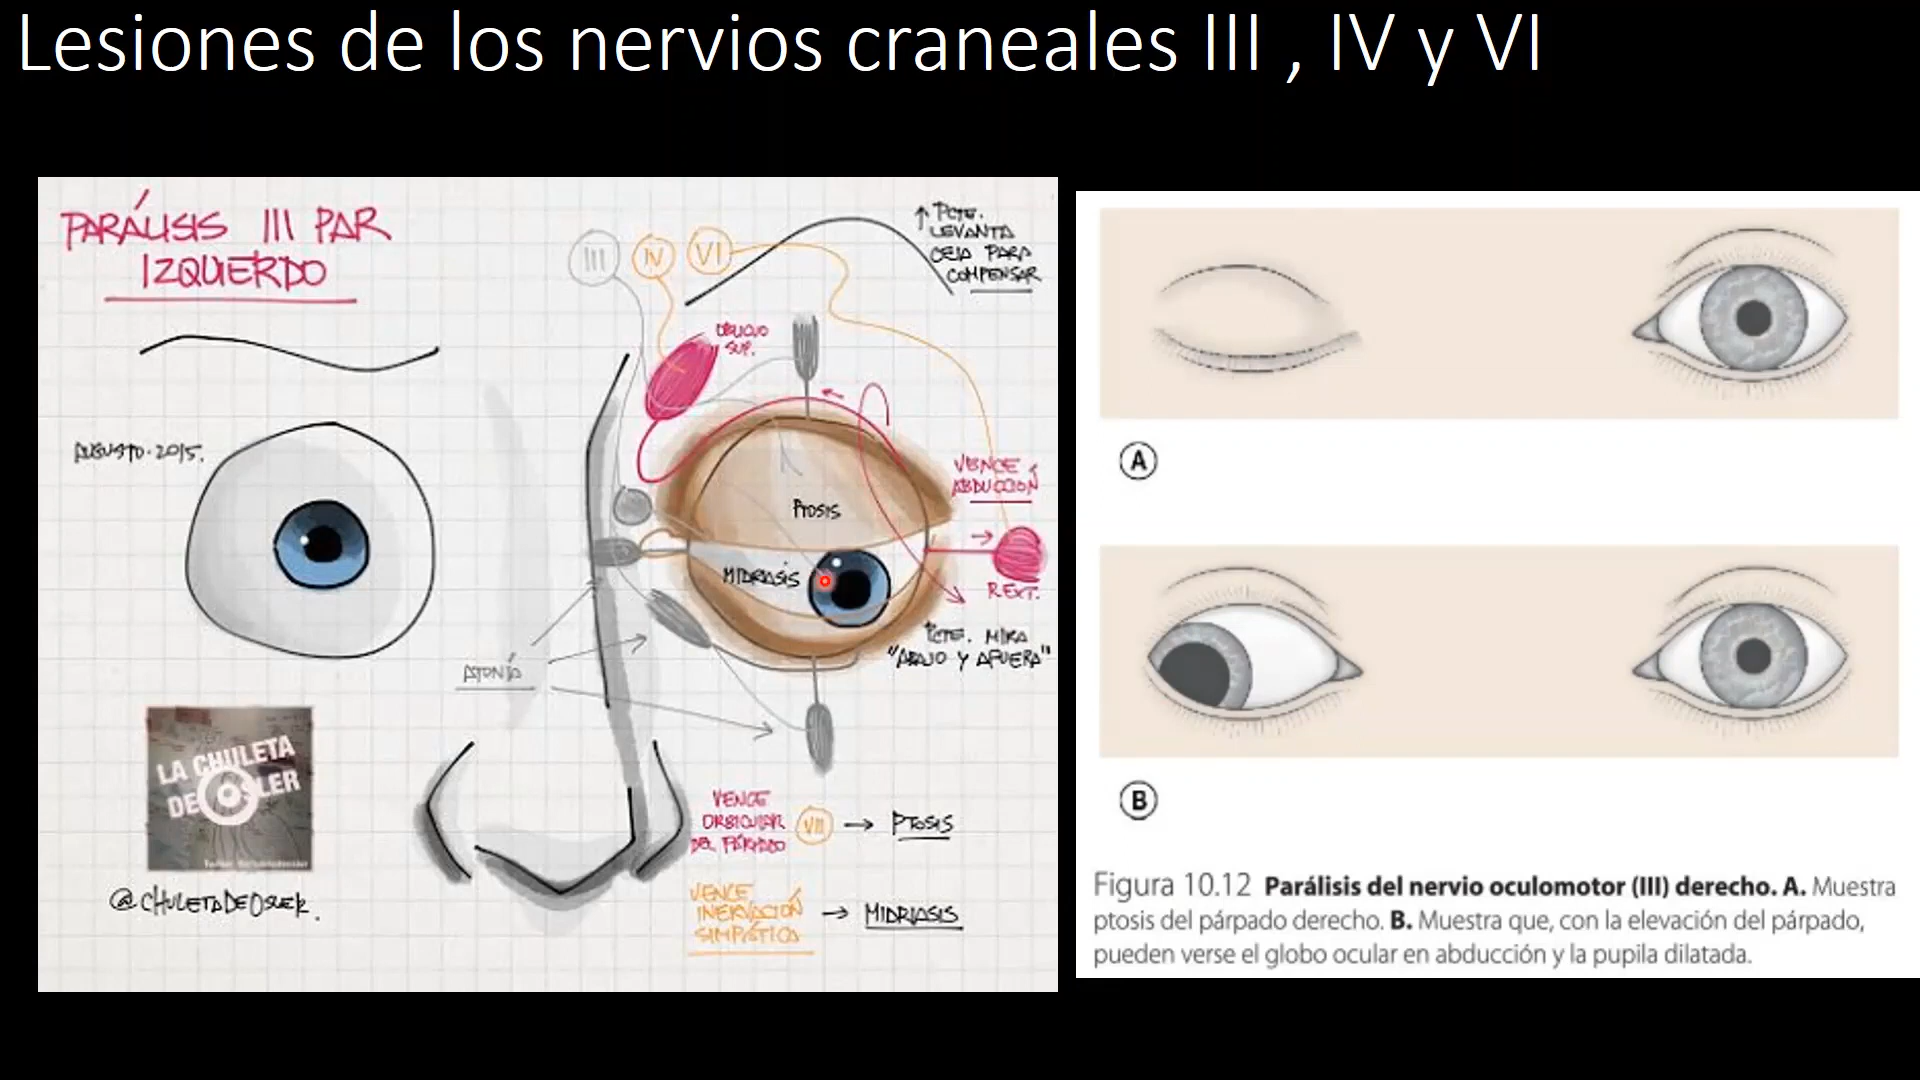 Lesiones de los nervios craneales III , IV y VI
PARÁLISIS III PAR
IZQUIERDO
III
IV
VI
↑ PCTE.
LEVANTA
CEJA PARA
COMPENSAR
OBLICUO
SUP.
AUGUSTO·2015.
VENCE
ABDUCCIÓN
PTOSIS
MIDRIASIS
R EXT.
PCTE. MIRA
"ABAJO Y AFUERA"
ATONÍA
LA CHULETA
DE OSLER
@CHULETADEOSLER.
VENCE
ORBICULAR
DEL PÁRPADO
VII → PTOSIS
VENCE
INERVACIÓN
SIMPÁTICA
→ MIDRIASIS
A
B
Figura 10.12 Parálisis del nervio oculomotor (III) derecho. A. Muestra
ptosis del párpado derecho. B. Muestra que, con la elevación del párpado,
pueden verse el globo ocular en abducción y la pupila dilatada.